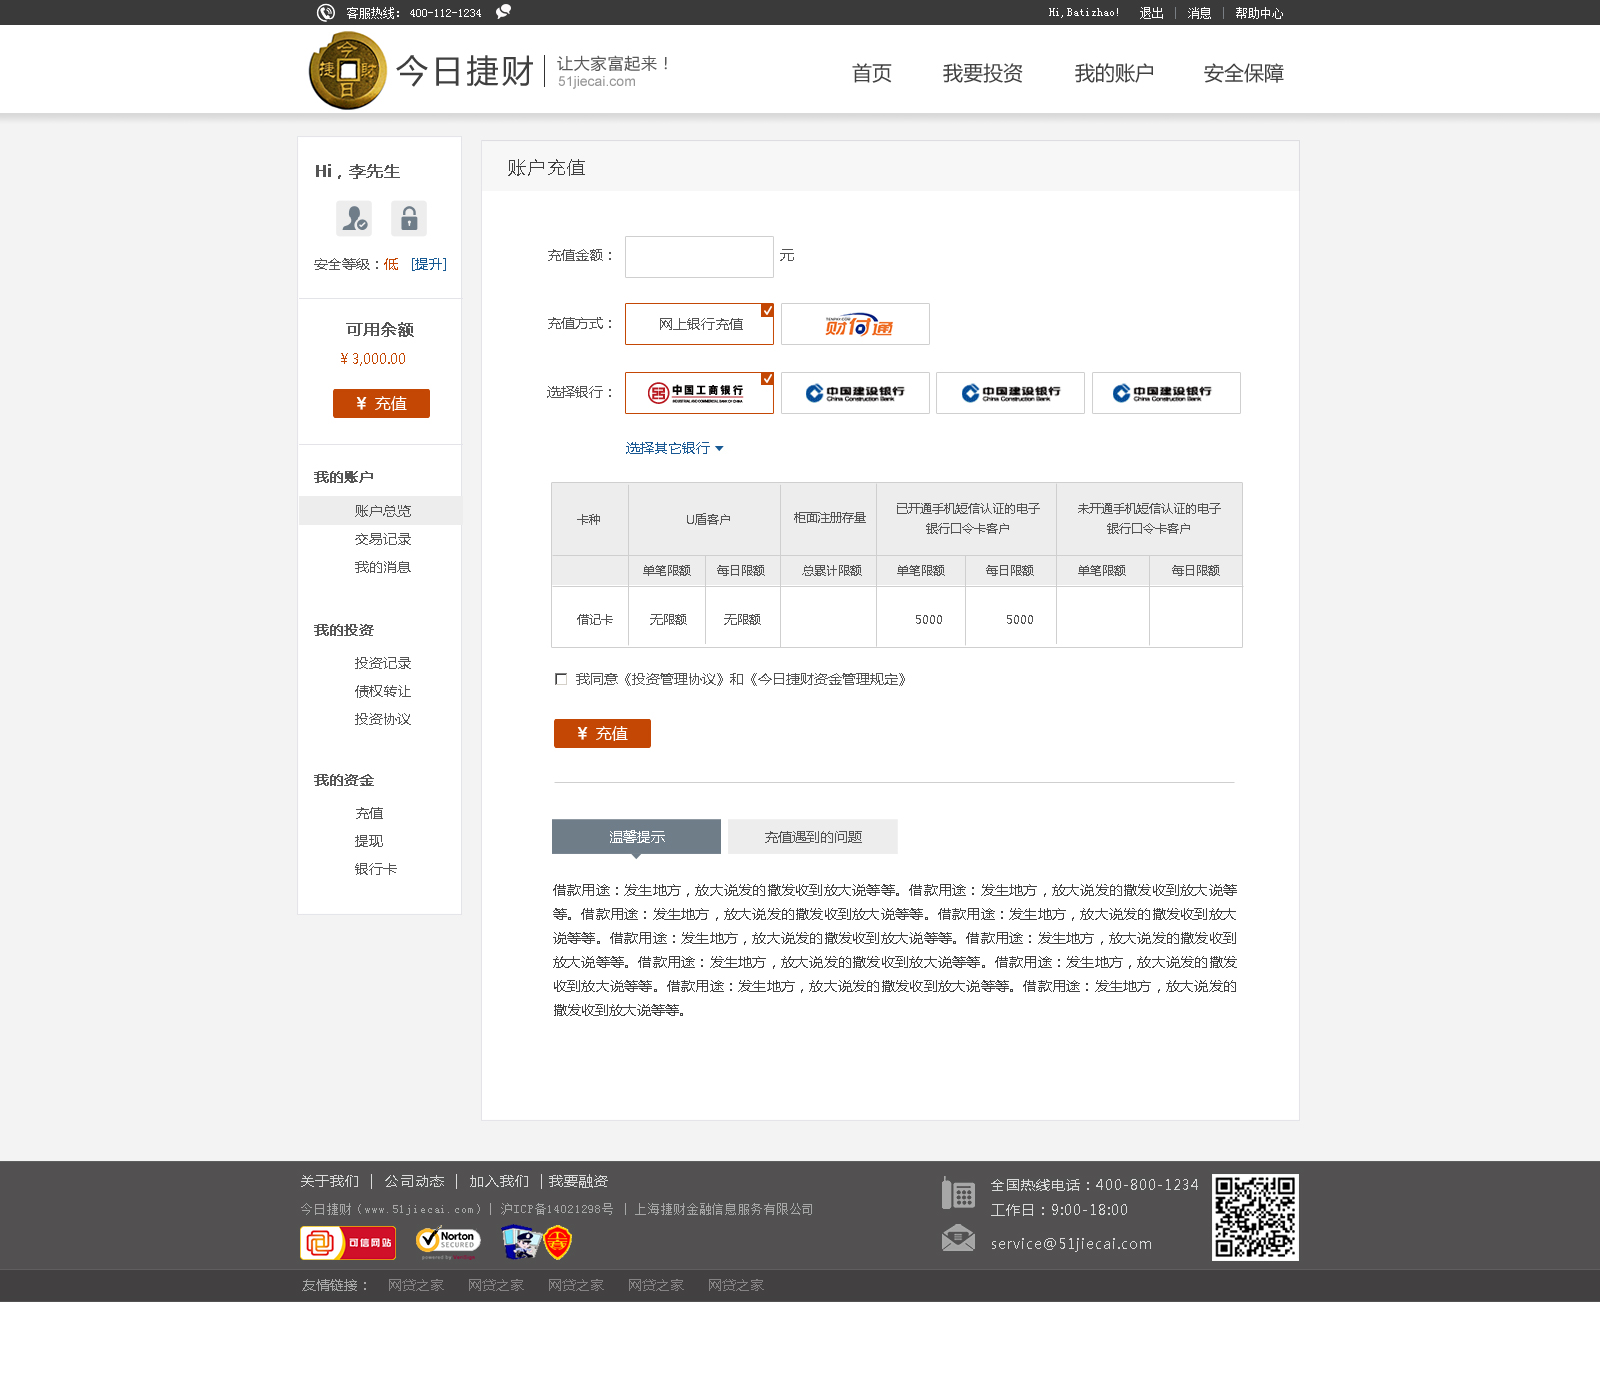 客服热线： 400-112-1234
Hi,Batizhao! 退出 | 消息 | 帮助中心
今日捷财
今日捷财 | 让大家富起来！
51jiecai.com
首页 我要投资 我的账户 安全保障
Hi，李先生
安全等级：低 [提升]
可用余额
¥ 3,000.00
¥ 充值
我的账户
账户总览
交易记录
我的消息
我的投资
投资记录
债权转让
投资协议
我的资金
充值
提现
银行卡
账户充值
充值金额： 元
充值方式： 网上银行充值 TENPAY.COM 财付通
选择银行： 中国工商银行 INDUSTRIAL AND COMMERCIAL BANK OF CHINA 中国建设银行 China Construction Bank 中国建设银行 China Construction Bank 中国建设银行 China Construction Bank
选择其它银行
卡种 U盾客户 柜面注册存量 已开通手机短信认证的电子银行口令卡客户 未开通手机短信认证的电子银行口令卡客户
单笔限额 每日限额 总累计限额 单笔限额 每日限额 单笔限额 每日限额
借记卡 无限额 无限额 5000 5000
我同意《投资管理协议》和《今日捷财资金管理规定》
¥ 充值
温馨提示 充值遇到的问题
借款用途：发生地方，放大说发的撒发收到放大说等等。借款用途：发生地方，放大说发的撒发收到放大说等
等。借款用途：发生地方，放大说发的撒发收到放大说等等。借款用途：发生地方，放大说发的撒发收到放大
说等等。借款用途：发生地方，放大说发的撒发收到放大说等等。借款用途：发生地方，放大说发的撒发收到
放大说等等。借款用途：发生地方，放大说发的撒发收到放大说等等。借款用途：发生地方，放大说发的撒发
收到放大说等等。借款用途：发生地方，放大说发的撒发收到放大说等等。借款用途：发生地方，放大说发的
撒发收到放大说等等。
关于我们 | 公司动态 | 加入我们 | 我要融资
今日捷财（www.51jiecai.com）| 沪ICP备14021298号 | 上海捷财金融信息服务有限公司
可信网站 Norton SECURED
全国热线电话：400-800-1234
工作日：9:00-18:00
service@51jiecai.com
友情链接： 网贷之家 网贷之家 网贷之家 网贷之家 网贷之家